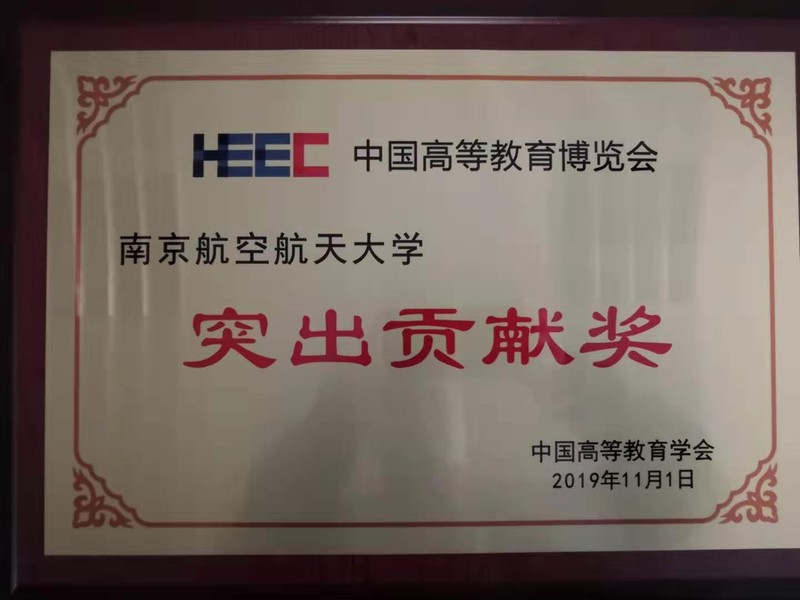 HEEC 中国高等教育博览会
南京航空航天大学
突出贡献奖
中国高等教育学会
2019年11月1日